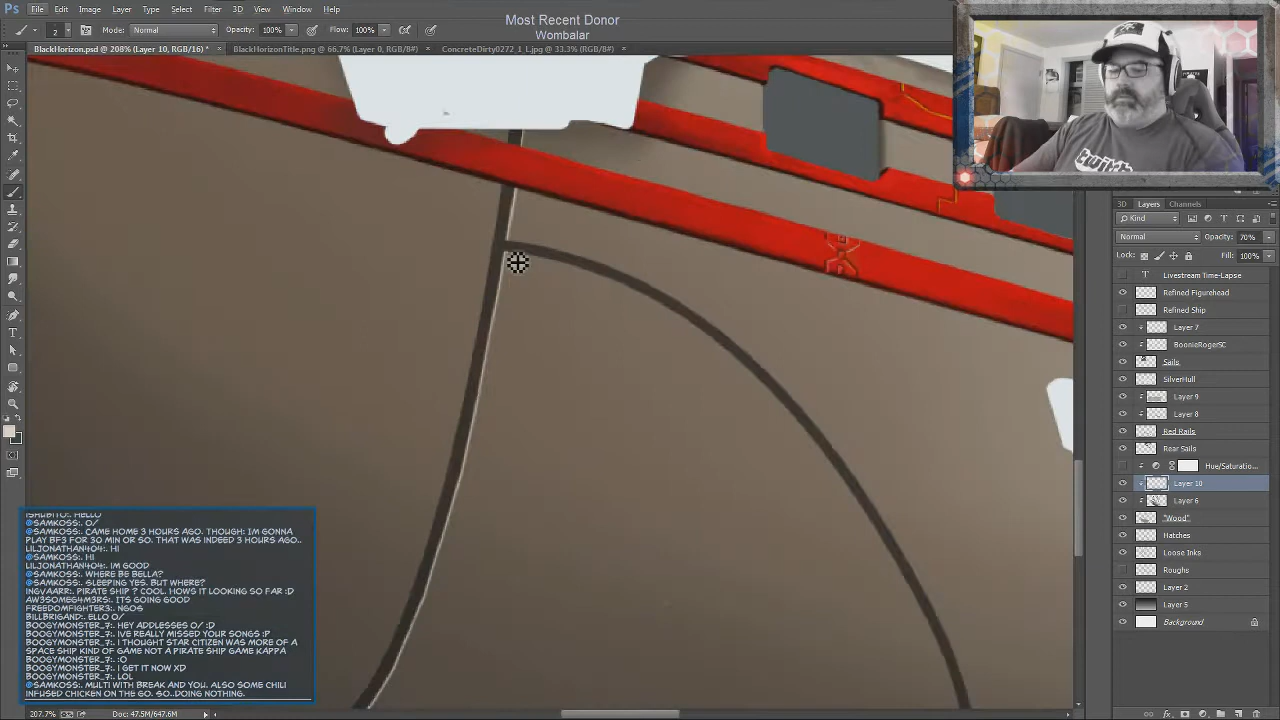 Ps File Edit Image Layer Type Select Filter 3D View Window Help
Most Recent Donor
Wombalar
2 Mode: Normal Opacity: 100% Flow: 100%
BlackHorizon.psd @ 208% (Layer 10, RGB/16) * × BlackHorizonTitle.png @ 66.7% (Layer 0, RGB/8#) × ConcreteDirty0272_1_L.jpg @ 33.3% (RGB/8#) ×
twitch
3D Layers Channels
Kind
Normal Opacity: 70%
Lock: Fill: 100%
T Livestream Time-Lapse
Refined Figurehead
Refined Ship
Layer 7
BoonieRogerSC
Sails
SilverHull
Layer 9
Layer 8
Red Rails
Rear Sails
Hue/Saturatio...
Layer 10
Layer 6
"Wood"
Hatches
Loose Inks
Roughs
Layer 2
Layer 5
Background
ISHUBITO: HELLO
@SAMKOSS:. O/
@SAMKOSS:. CAME HOME 3 HOURS AGO. THOUGH: IM GONNA
PLAY BF3 FOR 30 MIN OR SO. THAT WAS INDEED 3 HOURS AGO..
LILJONATHAN404:. HI
@SAMKOSS:. HI
LILJONATHAN404:. IM GOOD
@SAMKOSS:. WHERE BE BELLA?
@SAMKOSS:. SLEEPING YES. BUT WHERE?
INGVAARR:. PIRATE SHIP ? COOL. HOWS IT LOOKING SO FAR :D
AW3SOMEG4M3RS:. ITS GOING GOOD
FREEDOMFIGHTER3:. NGOS
BILLBRIGAND:. ELLO O/
BOOGYMONSTER_7:. HEY ADDLESSES O/ :D
BOOGYMONSTER_7:. IVE REALLY MISSED YOUR SONGS :P
BOOGYMONSTER_7:. I THOUGHT STAR CITIZEN WAS MORE OF A
SPACE SHIP KIND OF GAME NOT A PIRATE SHIP GAME KAPPA
BOOGYMONSTER_7:. :O
BOOGYMONSTER_7:. I GET IT NOW XD
BOOGYMONSTER_7:. LOL
@SAMKOSS:. MULTI WITH BREAK AND YOU. ALSO SOME CHILI
INFUSED CHICKEN ON THE GO. SO..DOING NOTHING.
207.7% Doc: 47.5M/647.6M